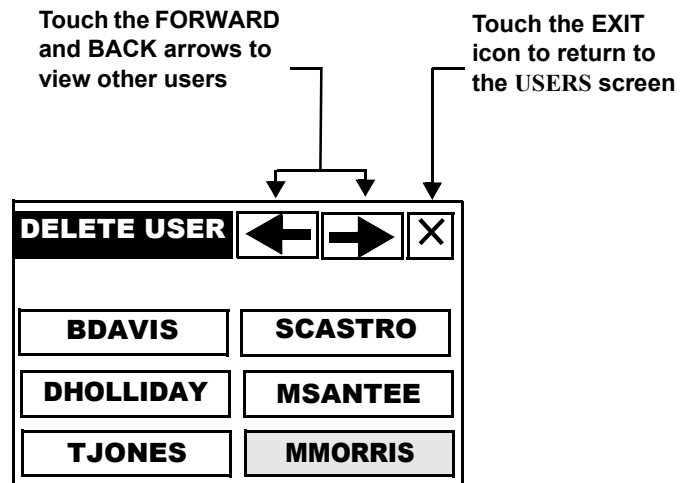 Touch the FORWARD
and BACK arrows to
view other users
Touch the EXIT
icon to return to
the USERS screen
DELETE USER
BDAVIS
SCASTRO
DHOLLIDAY
MSANTEE
TJONES
MMORRIS